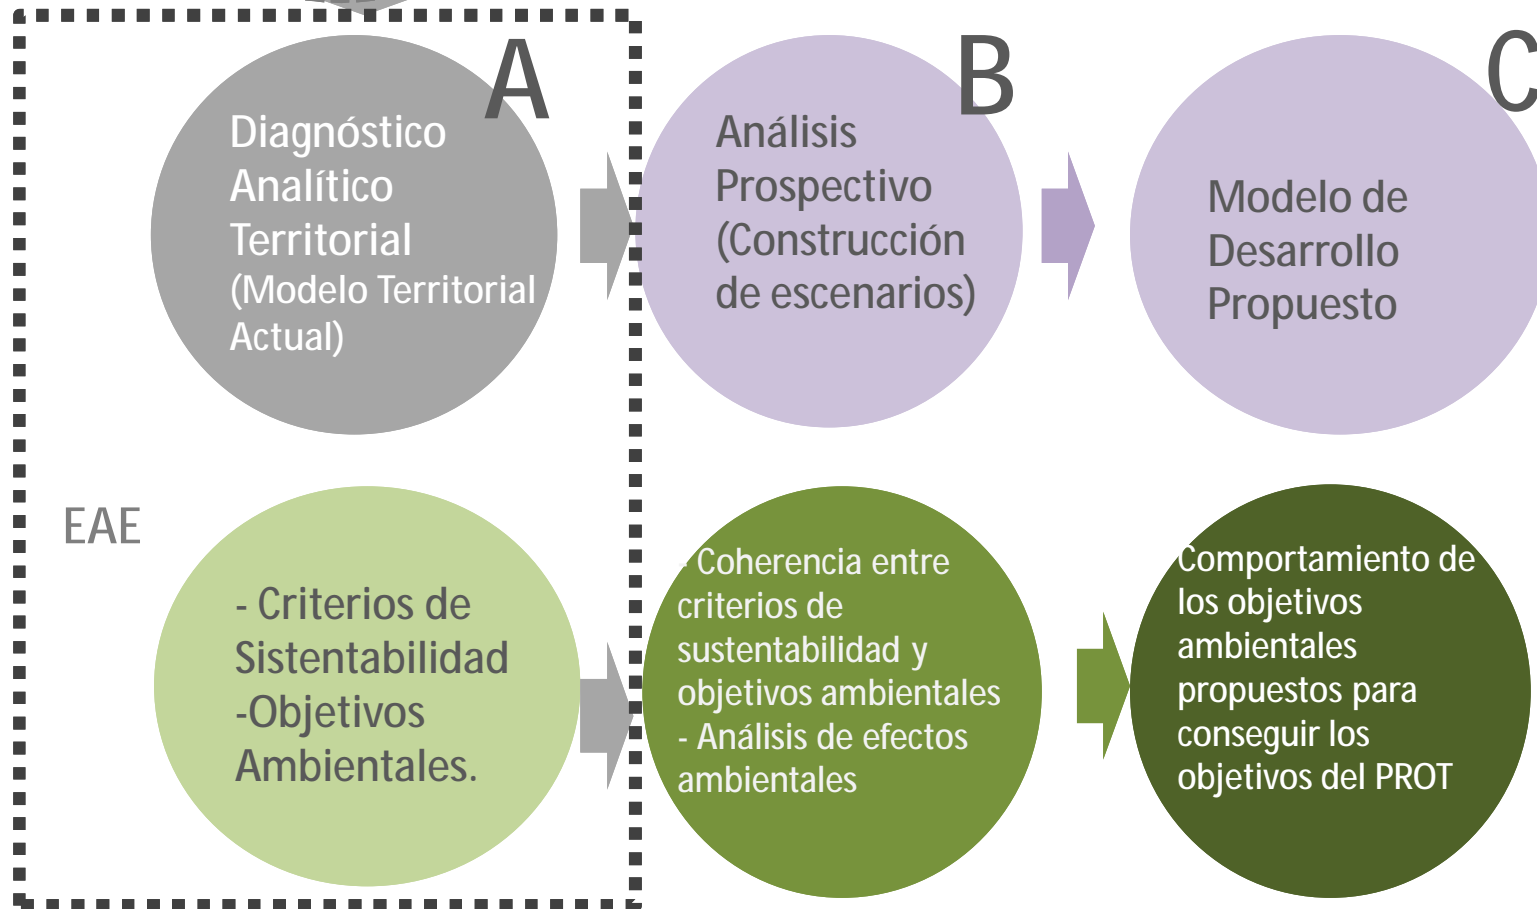 A
Diagnóstico
Analítico
Territorial
(Modelo Territorial
Actual)
B
Análisis
Prospectivo
(Construcción
de escenarios)
C
Modelo de
Desarrollo
Propuesto
EAE
- Criterios de
Sistentabilidad
-Objetivos
Ambientales.
- Coherencia entre
criterios de
sustentabilidad y
objetivos ambientales
- Análisis de efectos
ambientales
Comportamiento de
los objetivos
ambientales
propuestos para
conseguir los
objetivos del PROT